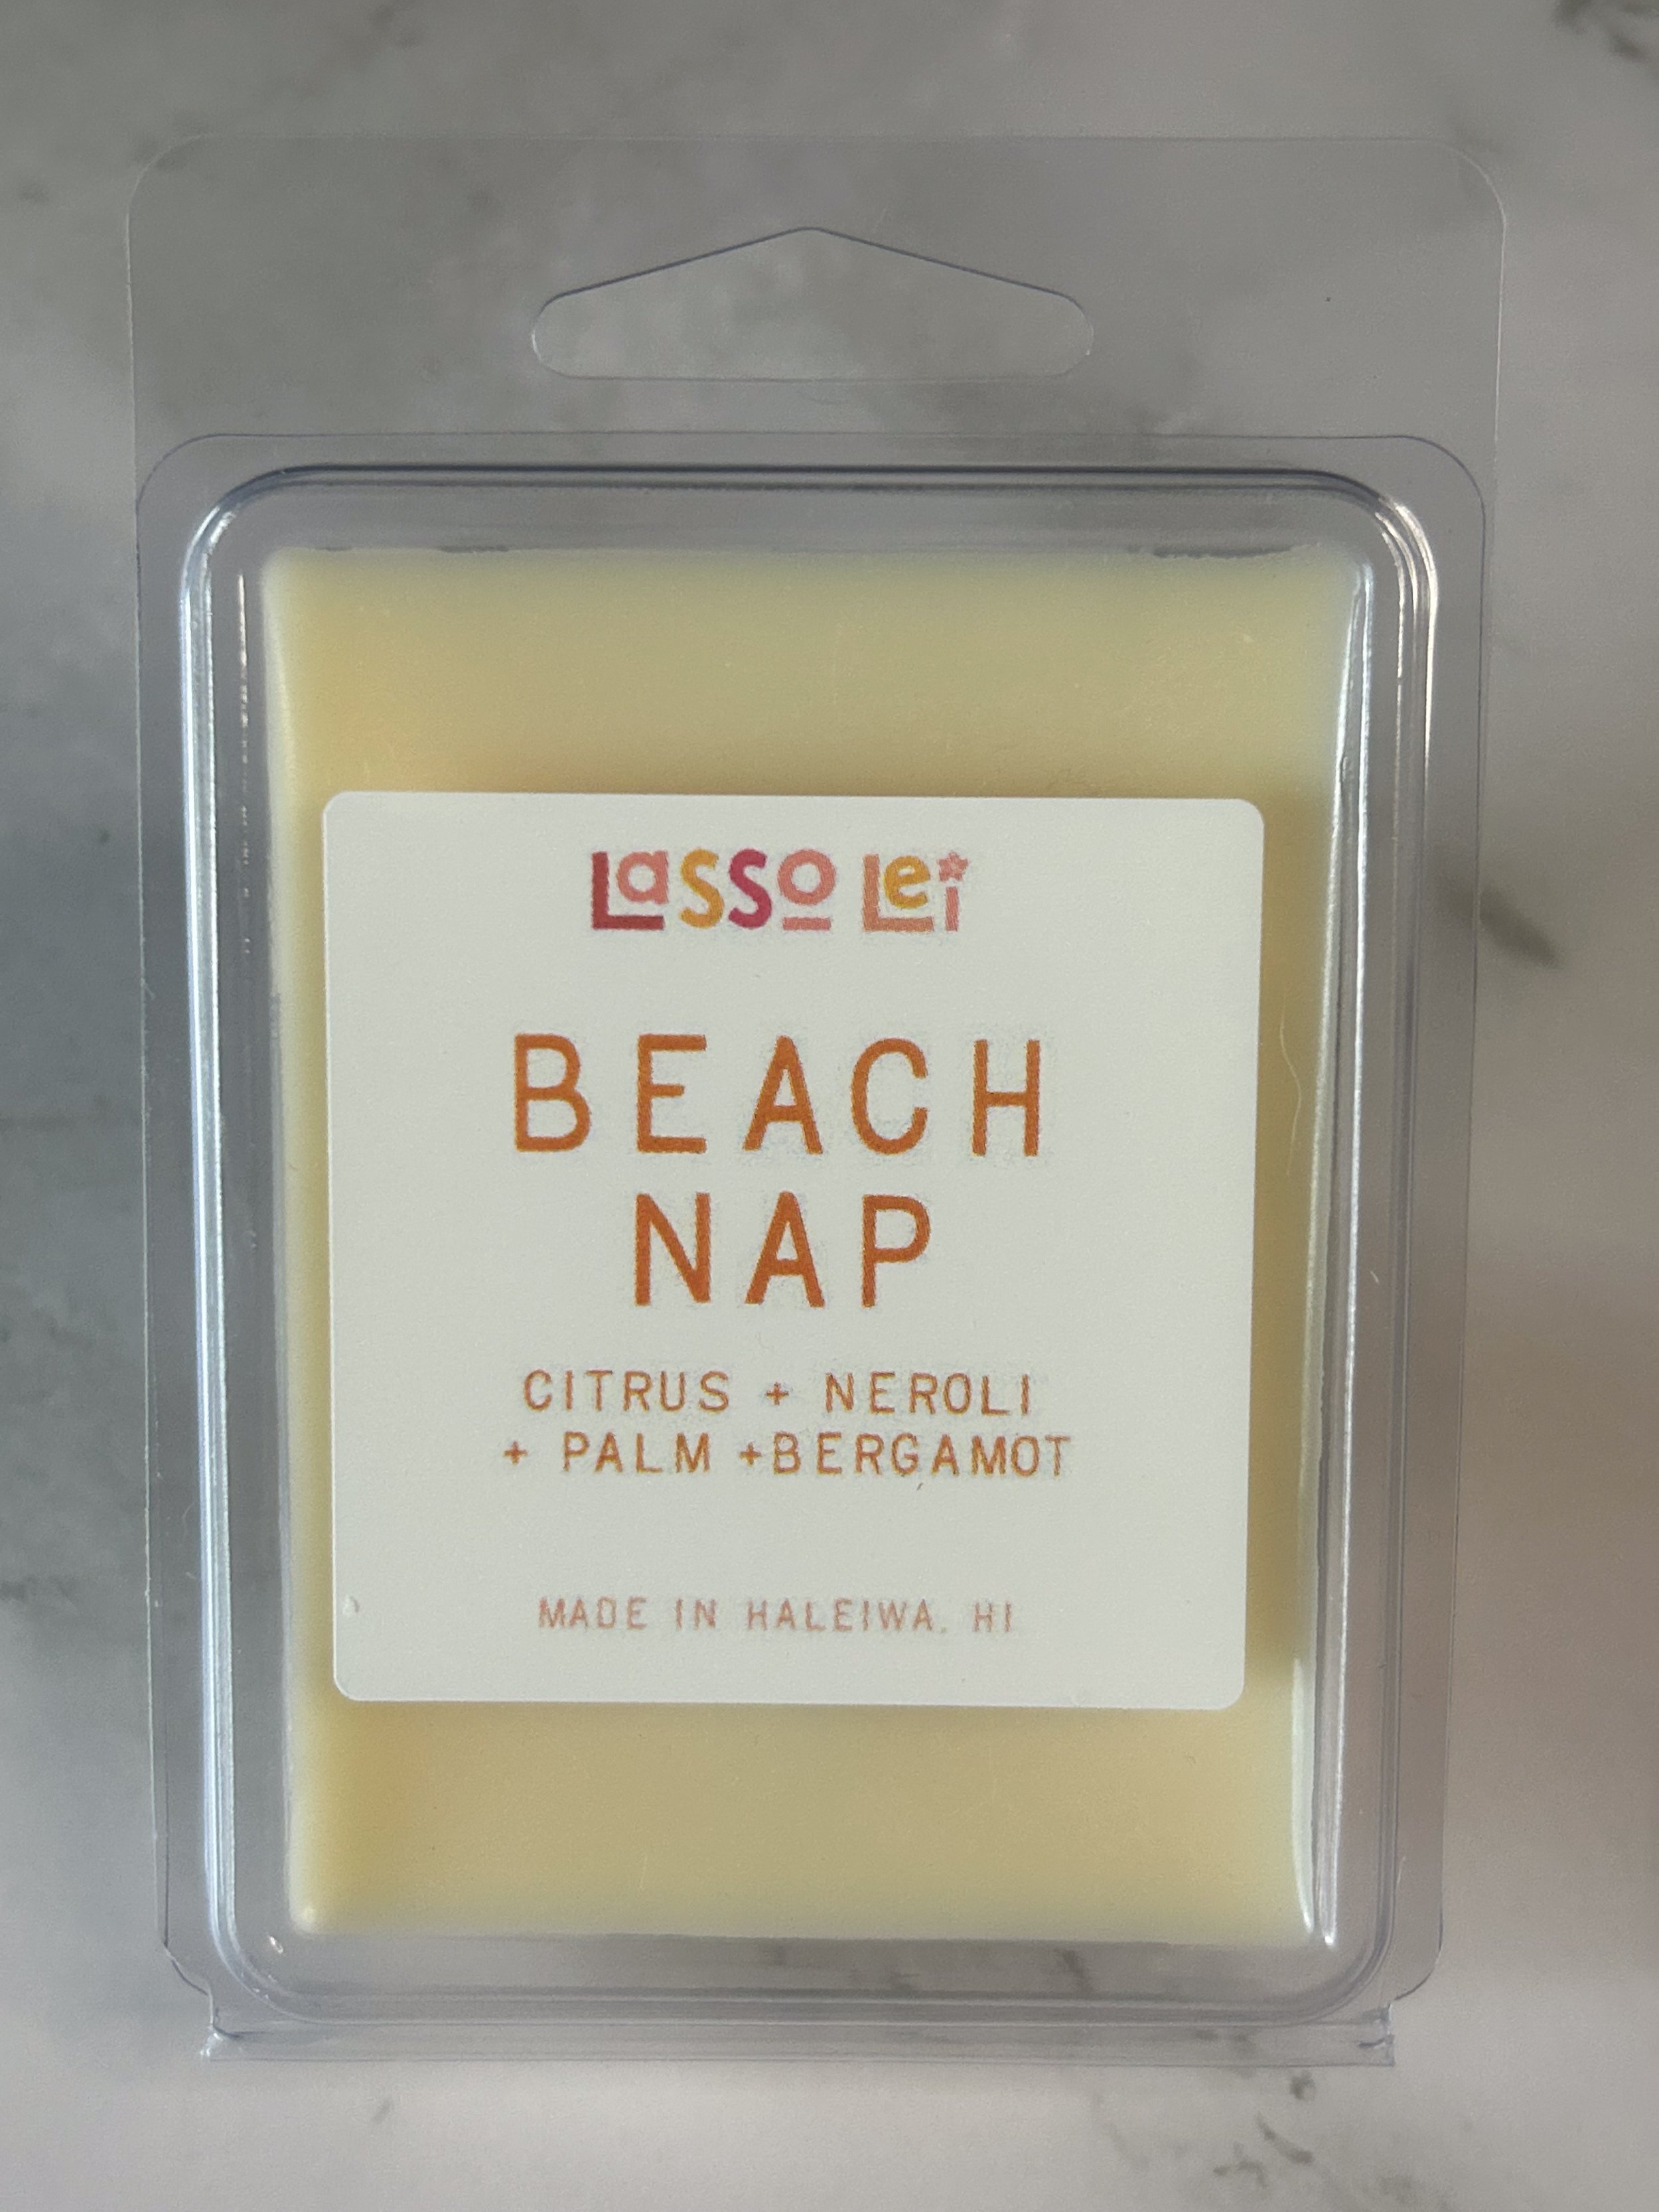 Lasso Lei
BEACH
NAP
CITRUS + NEROLI
+ PALM +BERGAMOT
MADE IN HALEIWA, HI